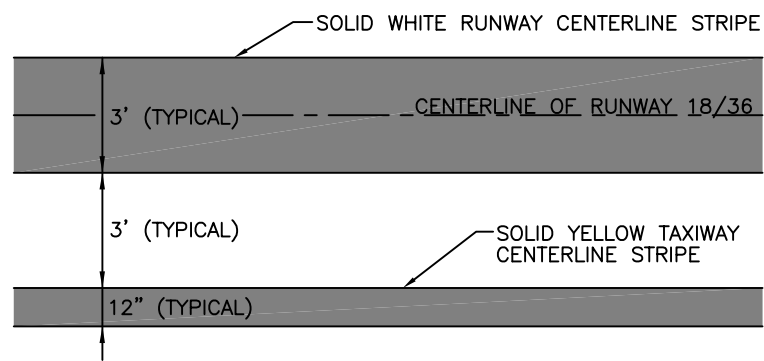 SOLID WHITE RUNWAY CENTERLINE STRIPE
CENTERLINE OF RUNWAY 18/36
3' (TYPICAL)
3' (TYPICAL)
SOLID YELLOW TAXIWAY
CENTERLINE STRIPE
12" (TYPICAL)